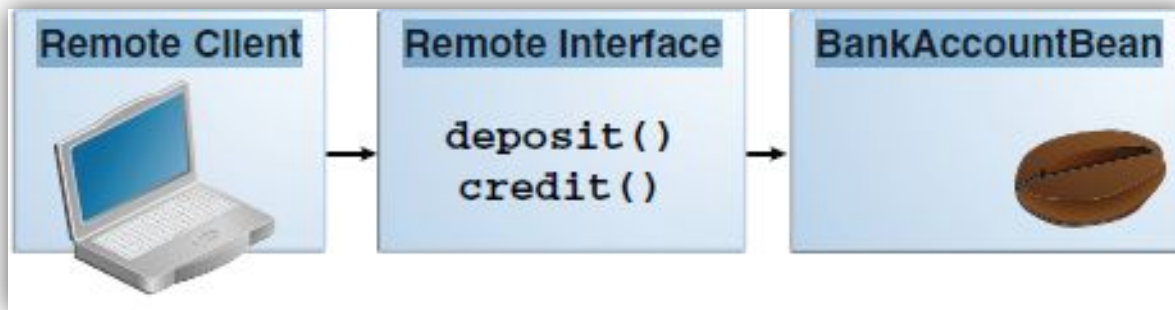 Remote Client
Remote Interface
BankAccountBean
deposit()
credit()